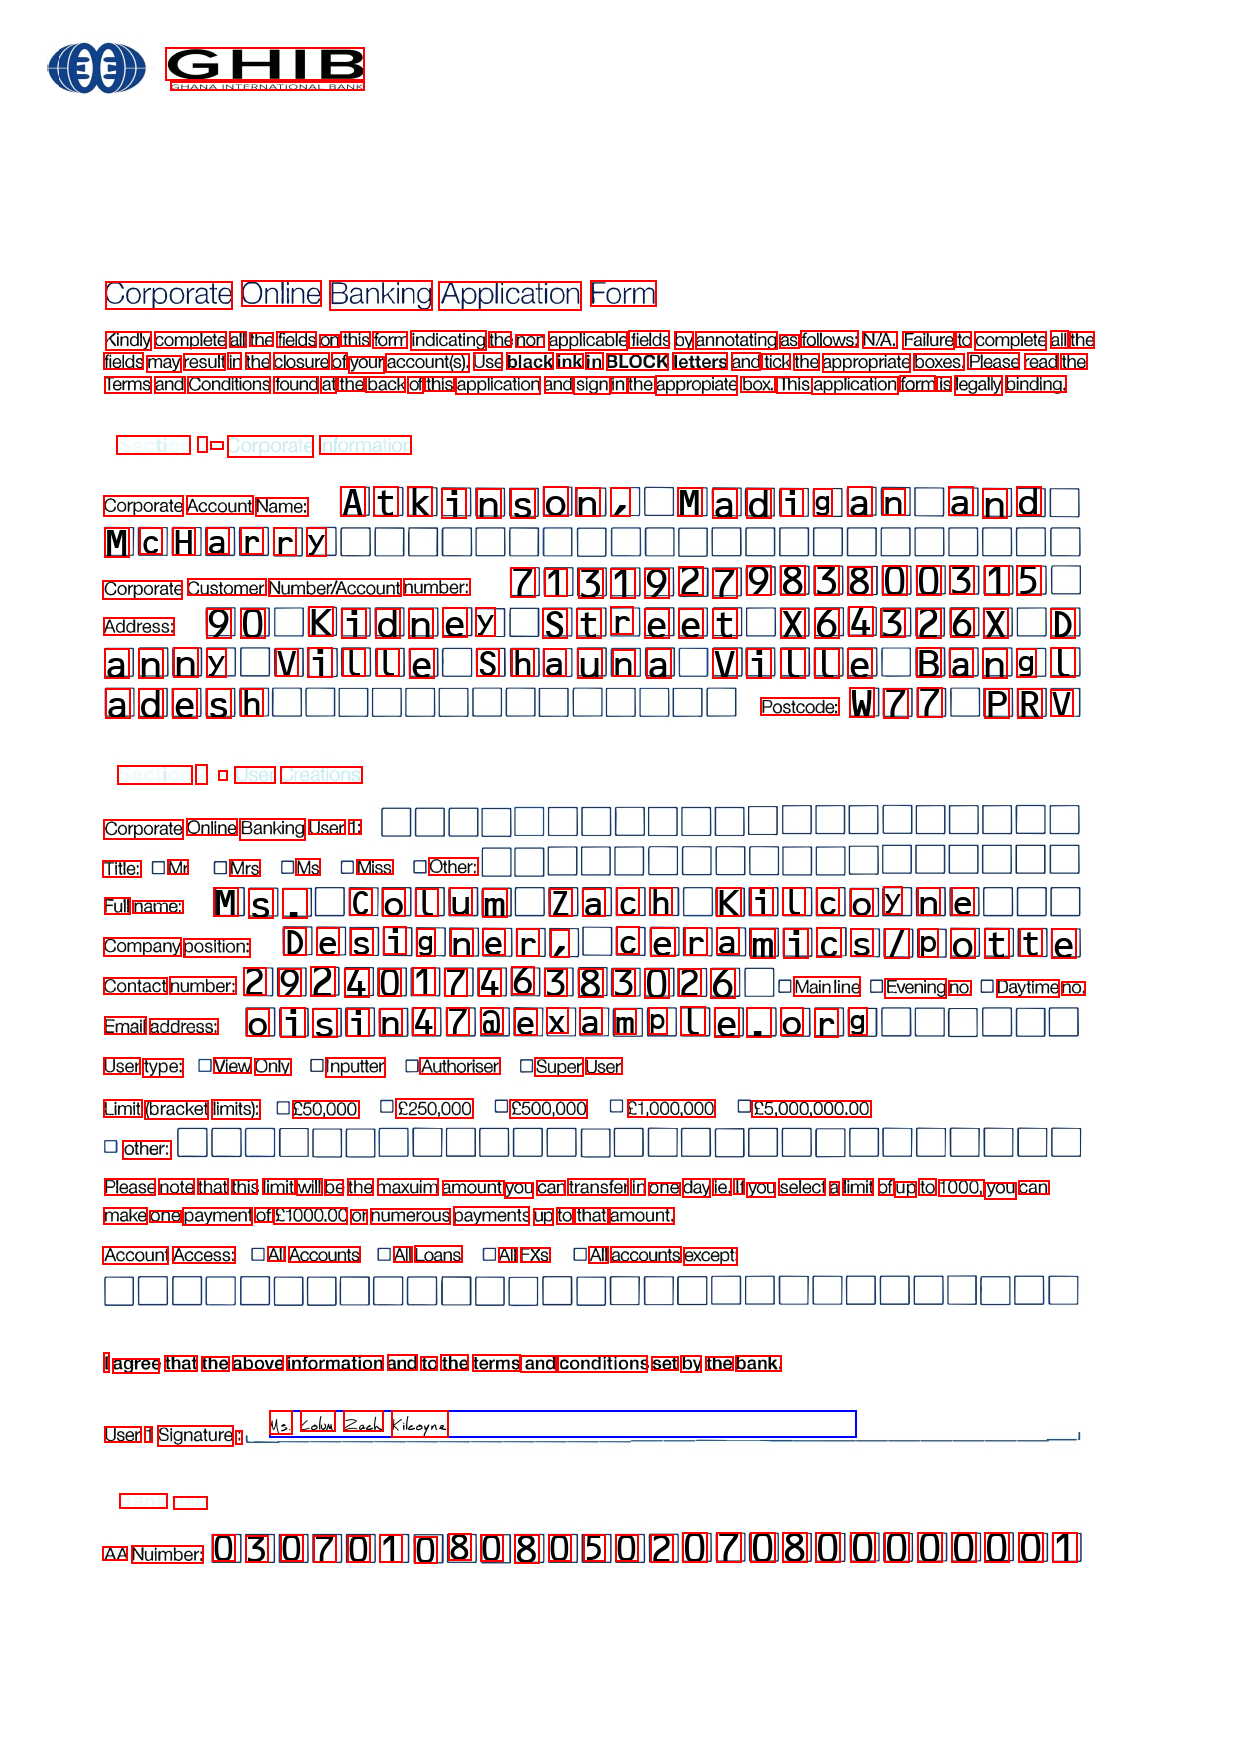 GHIB
GHANA INTERNATIONAL BANK
Corporate Online Banking Application Form
Kindly complete all the fields on this form indicating the non applicable fields by annotating as follows: N/A. Failure to complete all the
fields may result in the closure of your account(s). Use black ink in BLOCK letters and tick the appropriate boxes. Please read the
Terms and Conditions found at the back of this application and sign in the appropiate box. This application form is legally binding.
Section - Corporate Information
Corporate Account Name: Atkinson, Madigan and
McHarry
Corporate Customer Number/Account number: 7131927983800315
Address: 90 Kidney Street X64326X D
anny Ville Shauna Ville Bangl
adesh Postcode: W77 PRV
Section - User Creations
Corporate Online Banking User 1:
Title: Mr Mrs Ms Miss Other:
Full name: Ms. Colum Zach Kilcoyne
Company position: Designer, ceramics/potte
Contact number: 292401746383026 Main line Evening no Daytime no.
Email address: oisin47@example.org
User type: View Only Inputter Authoriser Super User
Limit (bracket limits): £50,000 £250,000 £500,000 £1,000,000 £5,000,000.00
other:
Please note that this limit will be the maxuim amount you can transfer in one day ie. If you select a limit of up to 1000, you can
make one payment of £1000.00 or numerous payments up to that amount.
Account Access: All Accounts All Loans All FXs All accounts except
I agree that the above information and to the terms and conditions set by the bank.
User 1 Signature : Ms. Colum Zach Kilcoyne
AA Nuimber: 03070108080502070800000001